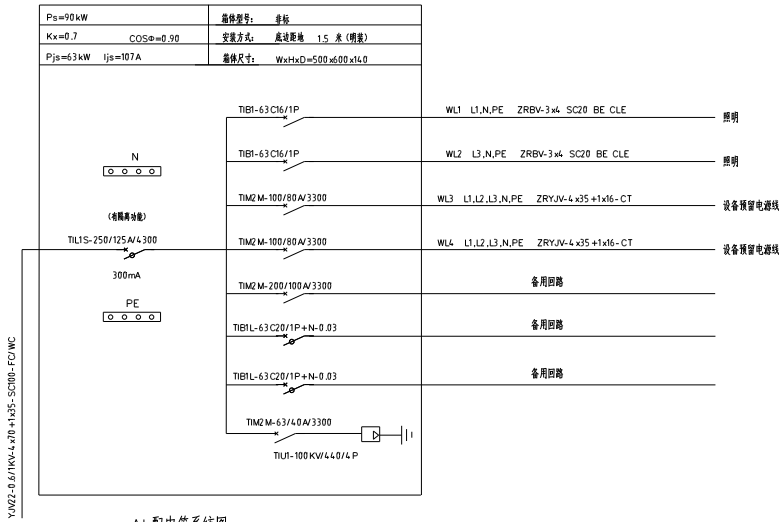 Ps=90kW 箱体型号: 非标
Kx=0.7 COSΦ=0.90 安装方式: 底边距地 1.5 米 (明装)
Pjs=63kW Ijs=107A 箱体尺寸: WxHxD=500x600x140
TIB1-63C16/1P WL1 L1,N,PE ZRBV-3x4 SC20 BE CLE 照明
N
TIB1-63C16/1P WL2 L3,N,PE ZRBV-3x4 SC20 BE CLE 照明
TIM2M-100/80A/3300 WL3 L1,L2,L3,N,PE ZRYJV-4x35+1x16-CT 设备预留电源线
(有隔离功能)
TIL1S-250/125A/4300 TIM2M-100/80A/3300 WL4 L1,L2,L3,N,PE ZRYJV-4x35+1x16-CT 设备预留电源线
300mA
TIM2M-200/100A/3300 备用回路
PE
TIB1L-63C20/1P+N-0.03 备用回路
TIB1L-63C20/1P+N-0.03 备用回路
TIM2M-63/40A/3300
TIU1-100KV/440/4P
YJV22-0.6/1KV-4x70+1x35-SC100-FC/WC